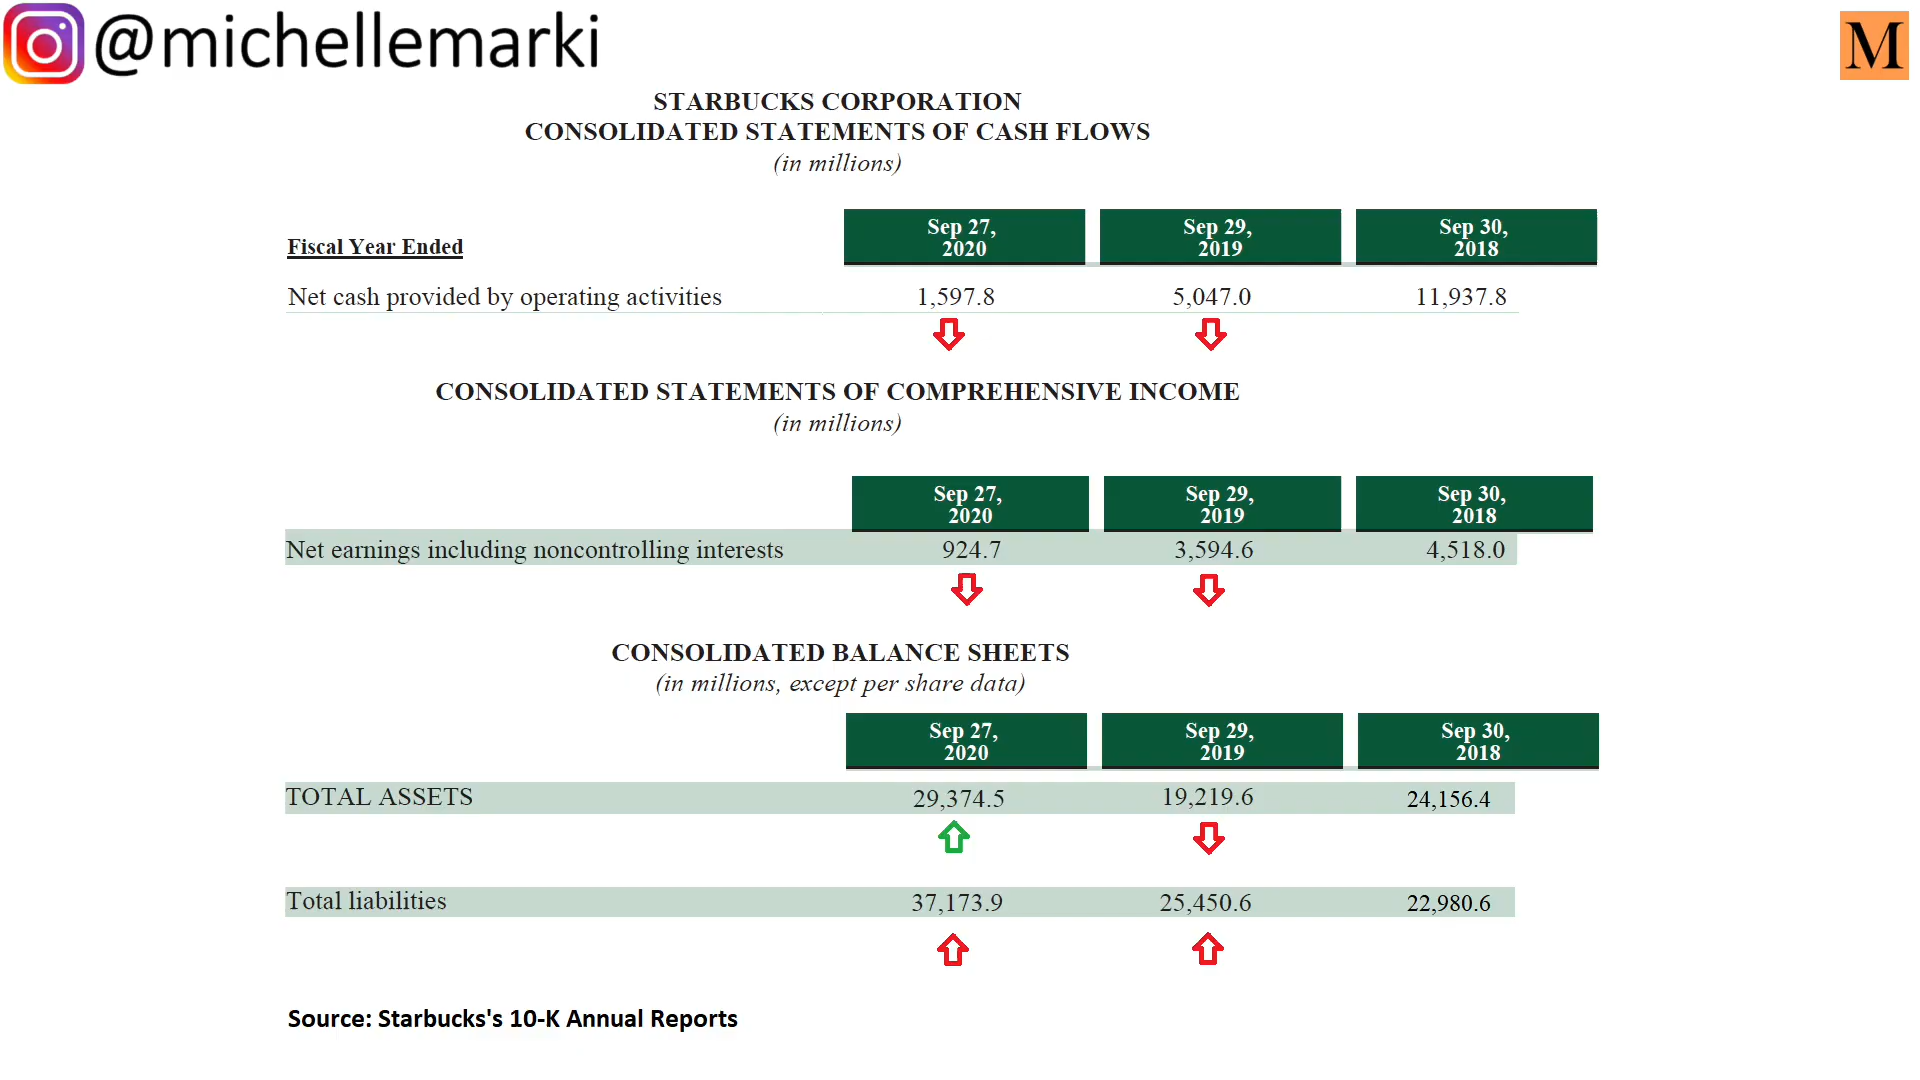 @michellemarki
M
STARBUCKS CORPORATION
CONSOLIDATED STATEMENTS OF CASH FLOWS
(in millions)
Fiscal Year Ended
Sep 27, 2020 Sep 29, 2019 Sep 30, 2018
Net cash provided by operating activities 1,597.8 5,047.0 11,937.8
CONSOLIDATED STATEMENTS OF COMPREHENSIVE INCOME
(in millions)
Sep 27, 2020 Sep 29, 2019 Sep 30, 2018
Net earnings including noncontrolling interests 924.7 3,594.6 4,518.0
CONSOLIDATED BALANCE SHEETS
(in millions, except per share data)
Sep 27, 2020 Sep 29, 2019 Sep 30, 2018
TOTAL ASSETS 29,374.5 19,219.6 24,156.4
Total liabilities 37,173.9 25,450.6 22,980.6
Source: Starbucks's 10-K Annual Reports